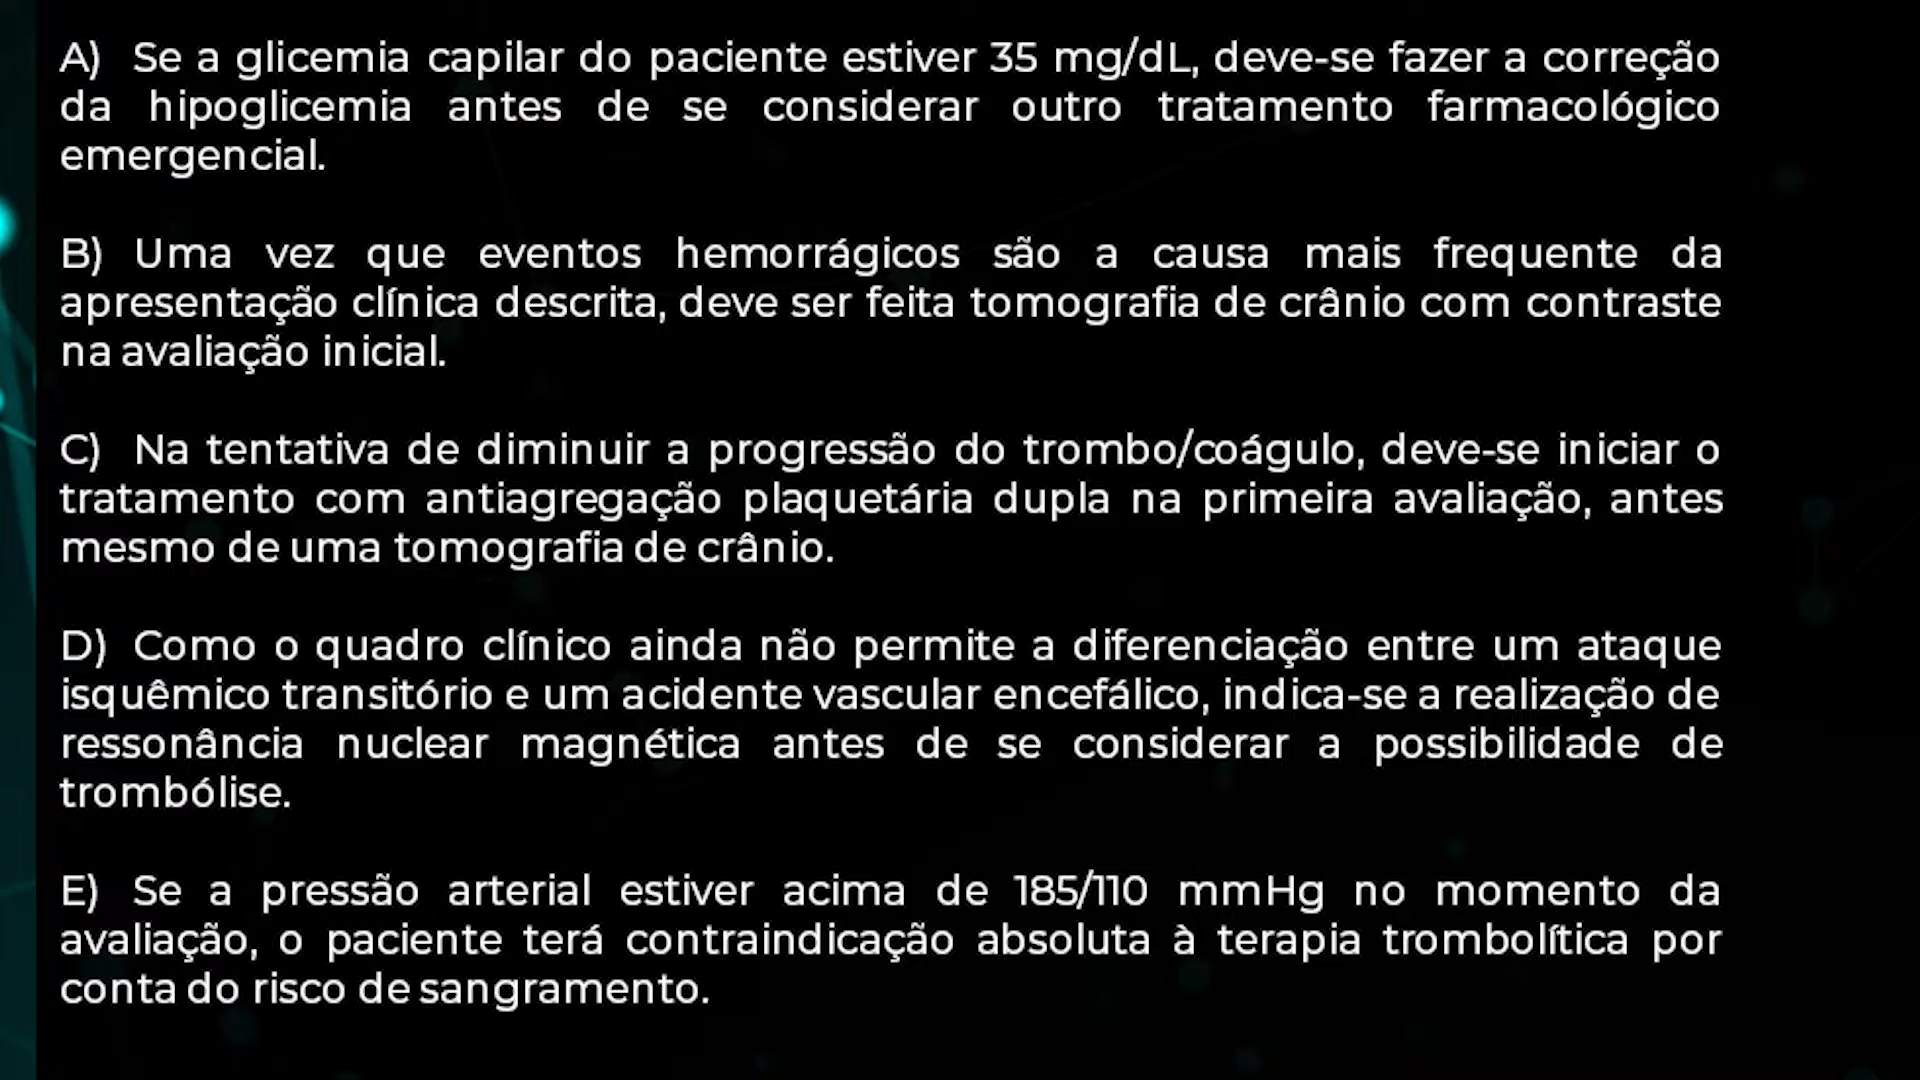 A) Se a glicemia capilar do paciente estiver 35 mg/dL, deve-se fazer a correção
da hipoglicemia antes de se considerar outro tratamento farmacológico
emergencial.
B) Uma vez que eventos hemorrágicos são a causa mais frequente da
apresentação clínica descrita, deve ser feita tomografia de crânio com contraste
na avaliação inicial.
C) Na tentativa de diminuir a progressão do trombo/coágulo, deve-se iniciar o
tratamento com antiagregação plaquetária dupla na primeira avaliação, antes
mesmo de uma tomografia de crânio.
D) Como o quadro clínico ainda não permite a diferenciação entre um ataque
isquêmico transitório e um acidente vascular encefálico, indica-se a realização de
ressonância nuclear magnética antes de se considerar a possibilidade de
trombólise.
E) Se a pressão arterial estiver acima de 185/110 mmHg no momento da
avaliação, o paciente terá contraindicação absoluta à terapia trombolítica por
conta do risco de sangramento.